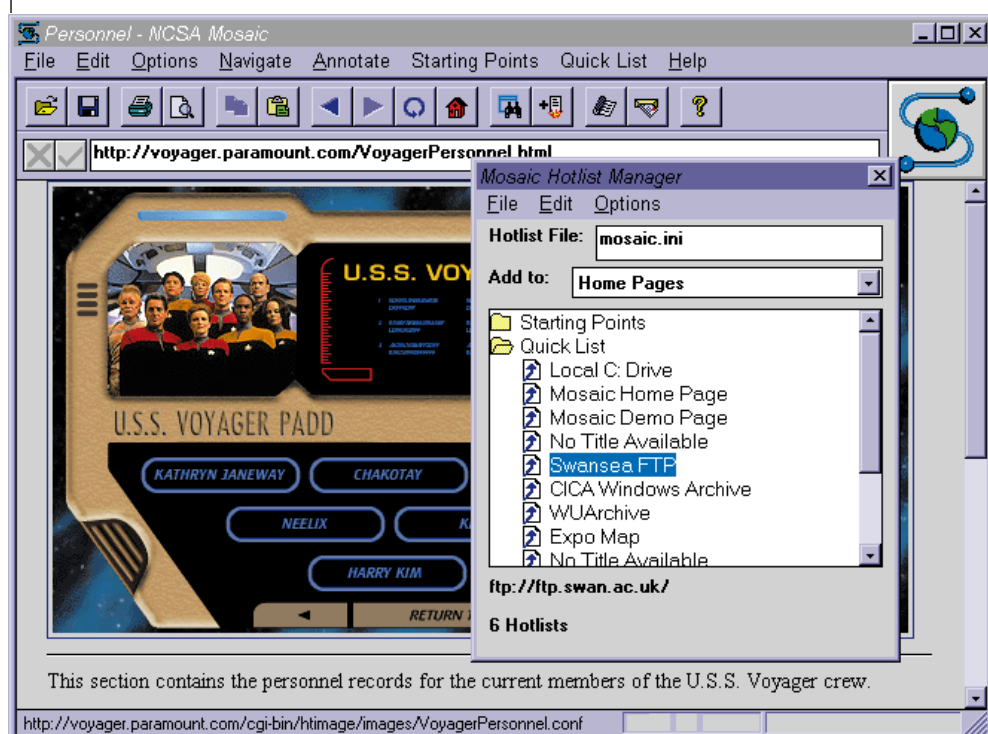 Personnel - NCSA Mosaic
File Edit Options Navigate Annotate Starting Points Quick List Help
http://voyager.paramount.com/VoyagerPersonnel.html
U.S.S. VOY
U.S.S. VOYAGER PADD
KATHRYN JANEWAY CHAKOTAY
NEELIX K
HARRY KIM
RETURN
Mosaic Hotlist Manager
File Edit Options
Hotlist File: mosaic.ini
Add to: Home Pages
Starting Points
Quick List
Local C: Drive
Mosaic Home Page
Mosaic Demo Page
No Title Available
Swansea FTP
CICA Windows Archive
WUArchive
Expo Map
No Title Available
ftp://ftp.swan.ac.uk/
6 Hotlists
This section contains the personnel records for the current members of the U.S.S. Voyager crew.
http://voyager.paramount.com/cgi-bin/htimage/images/VoyagerPersonnel.conf